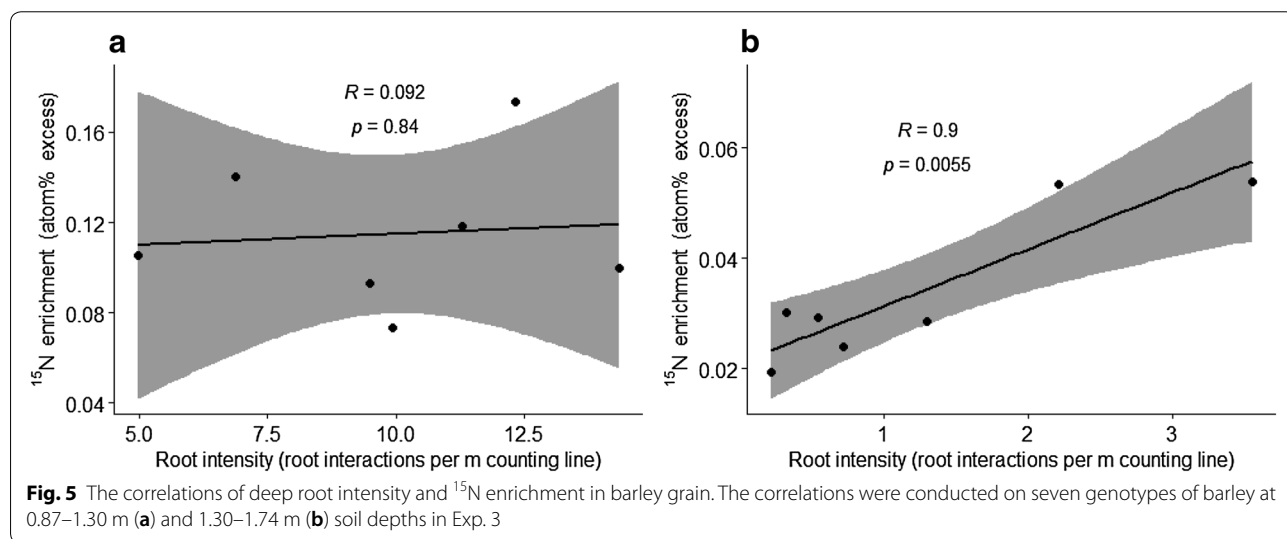 a
R = 0.092
p = 0.84
¹⁵N enrichment (atom% excess)
0.16
0.12
0.08
0.04
5.0 7.5 10.0 12.5
Root intensity (root interactions per m counting line)
b
R = 0.9
p = 0.0055
¹⁵N enrichment (atom% excess)
0.06
0.04
0.02
1 2 3
Root intensity (root interactions per m counting line)
Fig. 5 The correlations of deep root intensity and ¹⁵N enrichment in barley grain. The correlations were conducted on seven genotypes of barley at
0.87–1.30 m (a) and 1.30–1.74 m (b) soil depths in Exp. 3